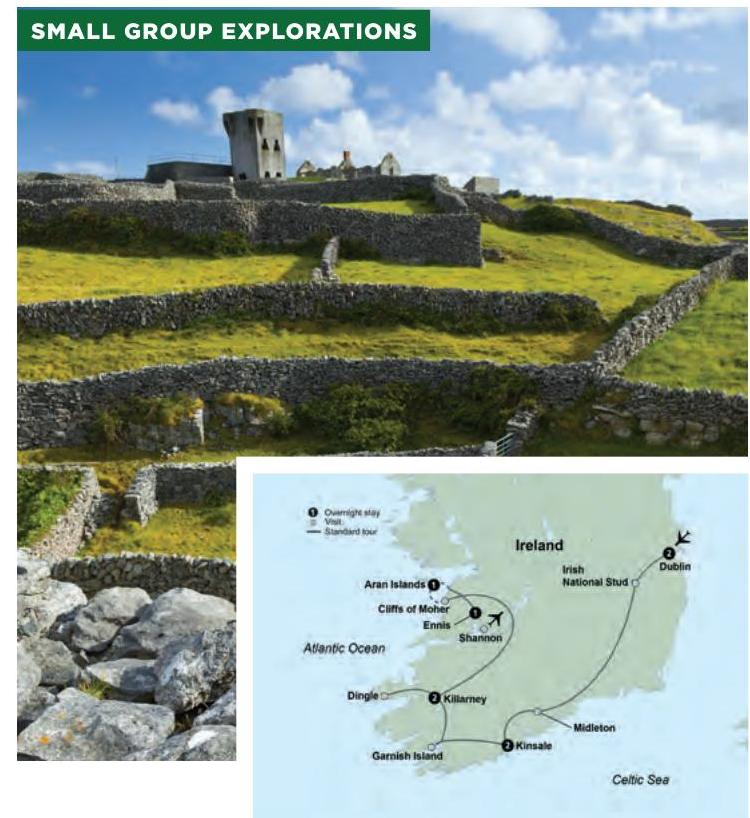 SMALL GROUP EXPLORATIONS
1 Overnight stay
Visit
Standard tour
Ireland
2
Dublin
Irish
National Stud
Aran Islands 1
Cliffs of Moher
1
Ennis
Shannon
Atlantic Ocean
Dingle
2 Killarney
Midleton
Garnish Island
2 Kinsale
Celtic Sea